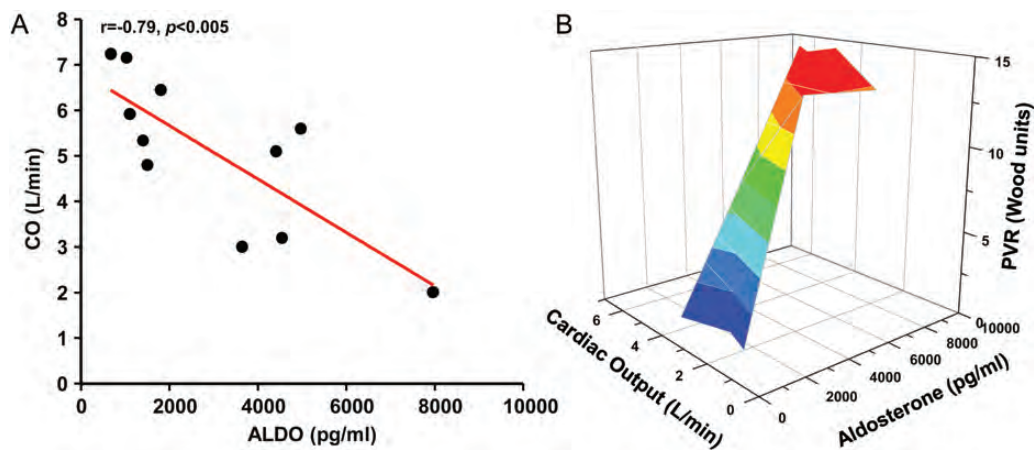 A
r=-0.79, p<0.005
8
7
6
5
4
3
2
1
0
CO (L/min)
0 2000 4000 6000 8000 10000
ALDO (pg/ml)
B
15
10
5
0
PVR (Wood units)
6
4
2
0
Cardiac Output (L/min)
0
2000
4000
6000
8000
10000
Aldosterone (pg/ml)